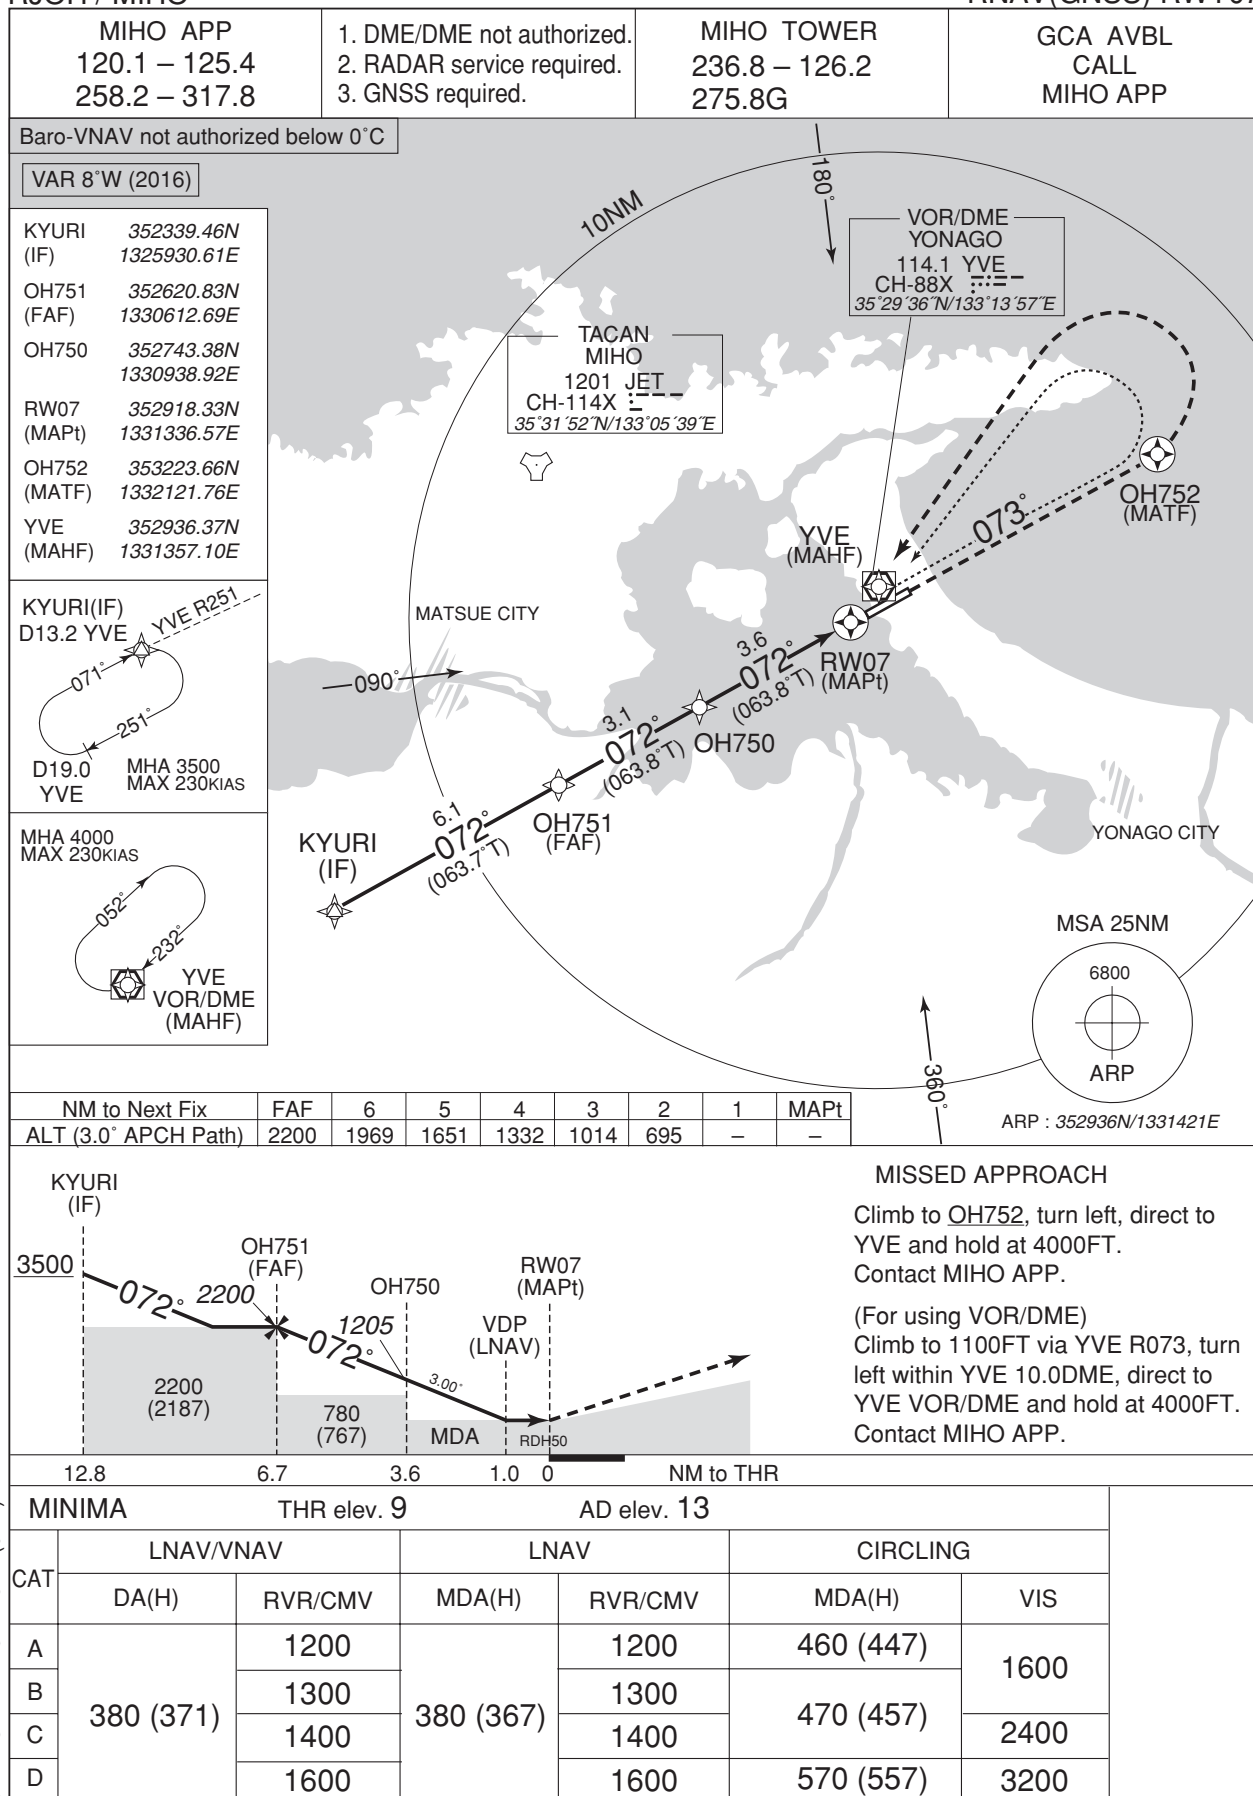 MIHO APP
120.1 – 125.4
258.2 – 317.8
1. DME/DME not authorized.
2. RADAR service required.
3. GNSS required.
MIHO TOWER
236.8 – 126.2
275.8G
GCA AVBL
CALL
MIHO APP
Baro-VNAV not authorized below 0˚C
VAR 8˚W (2016)
KYURI 352339.46N
(IF) 1325930.61E
OH751 352620.83N
(FAF) 1330612.69E
OH750 352743.38N
1330938.92E
RW07 352918.33N
(MAPt) 1331336.57E
OH752 353223.66N
(MATF) 1332121.76E
YVE 352936.37N
(MAHF) 1331357.10E
KYURI(IF)
D13.2 YVE
YVE R251
071˚
251˚
D19.0
YVE
MHA 3500
MAX 230KIAS
MHA 4000
MAX 230KIAS
052˚
232˚
YVE
VOR/DME
(MAHF)
10NM
180˚
VOR/DME
YONAGO
114.1 YVE
CH-88X
35˚29´36˝N/133˚13´57˝E
TACAN
MIHO
1201 JET
CH-114X
35˚31´52˝N/133˚05´39˝E
OH752
(MATF)
073˚
YVE
(MAHF)
MATSUE CITY
090˚
3.6
072˚
(063.8˚T)
RW07
(MAPt)
3.1
072˚
(063.8˚T)
OH750
6.1
072˚
(063.7˚T)
OH751
(FAF)
KYURI
(IF)
YONAGO CITY
MSA 25NM
6800
ARP
360˚
ARP : 352936N/1331421E
NM to Next Fix FAF 6 5 4 3 2 1 MAPt
ALT (3.0˚ APCH Path) 2200 1969 1651 1332 1014 695 – –
KYURI
(IF)
3500
072˚
OH751
(FAF)
2200
OH750
1205
072˚
3.00˚
VDP
(LNAV)
RW07
(MAPt)
2200
(2187)
780
(767)
MDA
RDH50
12.8 6.7 3.6 1.0 0 NM to THR
MISSED APPROACH
Climb to OH752, turn left, direct to
YVE and hold at 4000FT.
Contact MIHO APP.
(For using VOR/DME)
Climb to 1100FT via YVE R073, turn
left within YVE 10.0DME, direct to
YVE VOR/DME and hold at 4000FT.
Contact MIHO APP.
MINIMA THR elev. 9 AD elev. 13
CAT LNAV/VNAV LNAV CIRCLING
DA(H) RVR/CMV MDA(H) RVR/CMV MDA(H) VIS
A 380 (371) 1200 380 (367) 1200 460 (447) 1600
B 1300 1300 470 (457)
C 1400 1400 2400
D 1600 1600 570 (557) 3200